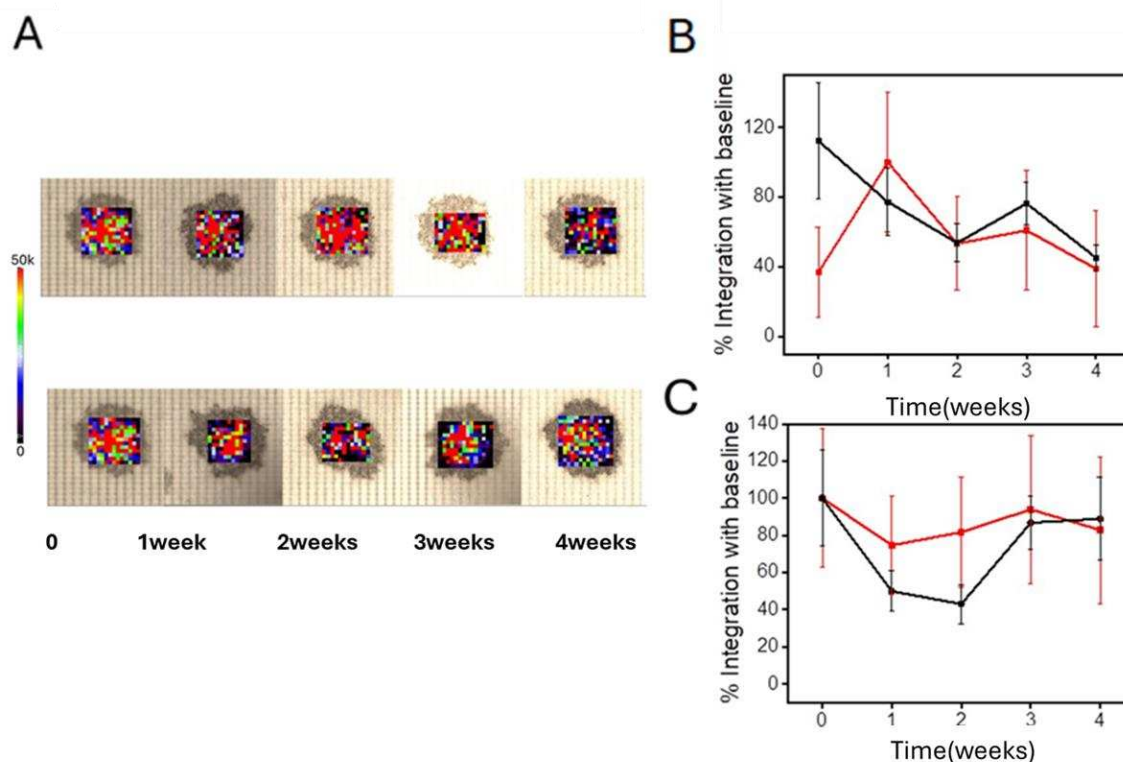 A
50k
0
0 1week 2weeks 3weeks 4weeks
B
% Integration with baseline
120
80
40
0
0 1 2 3 4
Time(weeks)
C
% Integration with baseline
140
120
100
80
60
40
20
0
0 1 2 3 4
Time(weeks)